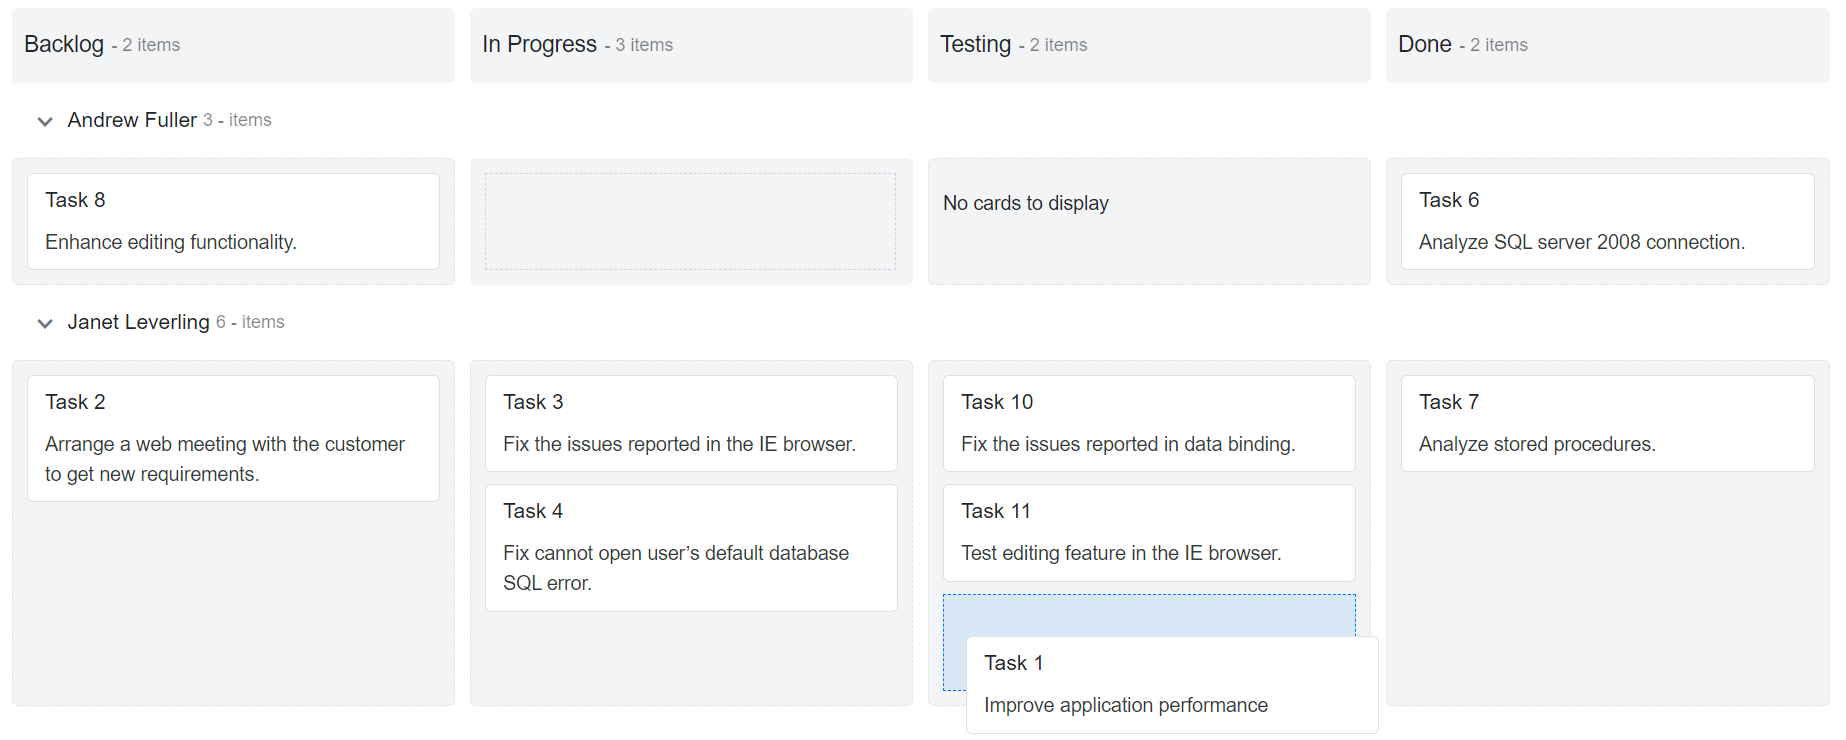 Backlog - 2 items
In Progress - 3 items
Testing - 2 items
Done - 2 items
Andrew Fuller 3 - items
Task 8
Enhance editing functionality.
No cards to display
Task 6
Analyze SQL server 2008 connection.
Janet Leverling 6 - items
Task 2
Arrange a web meeting with the customer
to get new requirements.
Task 3
Fix the issues reported in the IE browser.
Task 4
Fix cannot open user’s default database
SQL error.
Task 10
Fix the issues reported in data binding.
Task 11
Test editing feature in the IE browser.
Task 1
Improve application performance
Task 7
Analyze stored procedures.